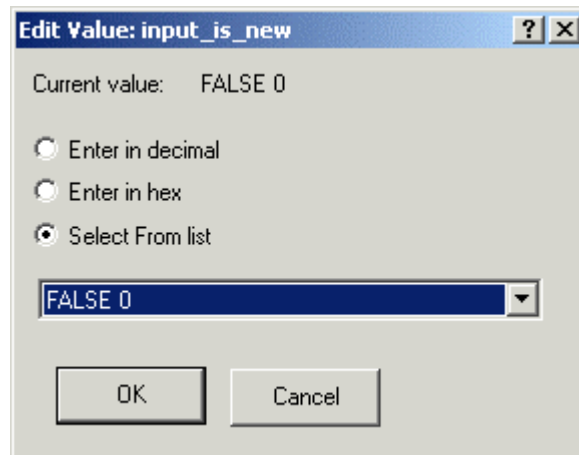 Edit Value: input_is_new
Current value: FALSE 0
Enter in decimal
Enter in hex
Select From list
FALSE 0
OK Cancel